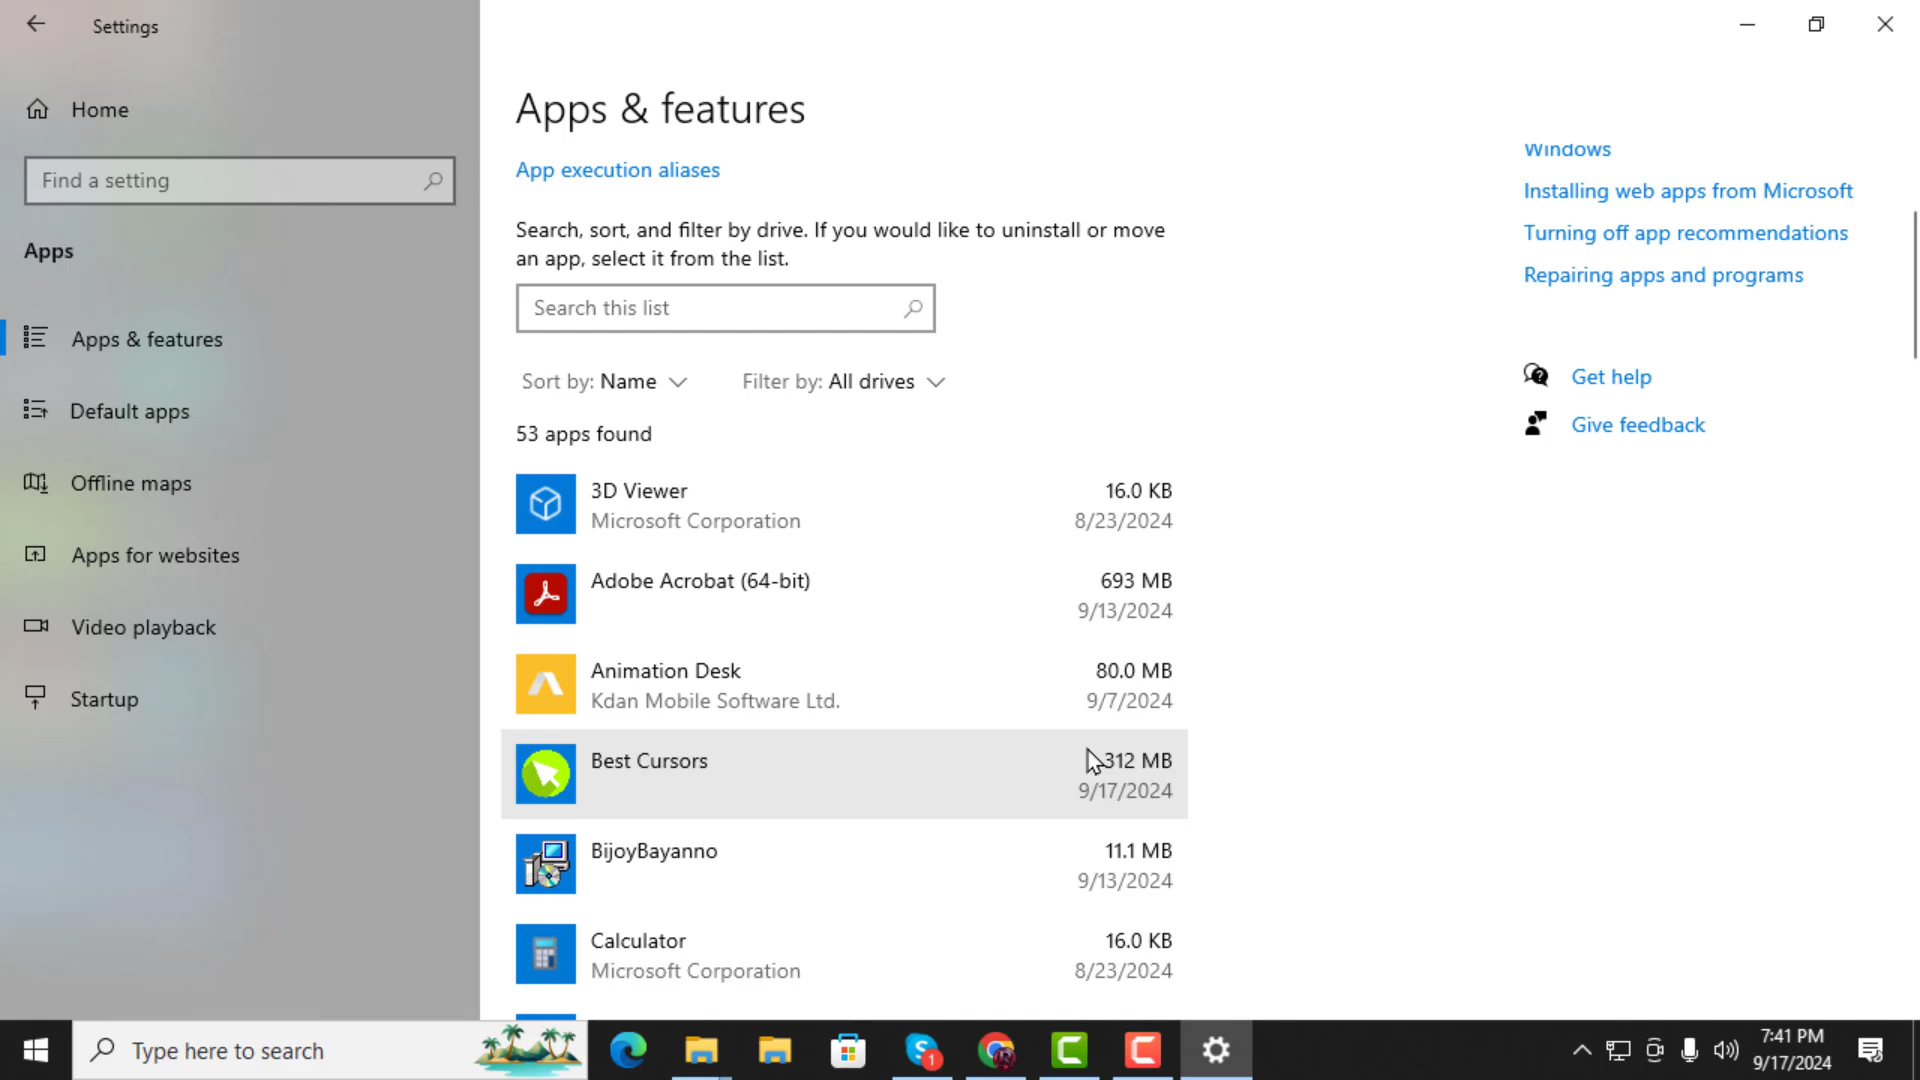 Settings
Home
Find a setting
Apps
Apps & features
Default apps
Offline maps
Apps for websites
Video playback
Startup
Apps & features
App execution aliases
Search, sort, and filter by drive. If you would like to uninstall or move
an app, select it from the list.
Search this list
Sort by: Name
Filter by: All drives
53 apps found
3D Viewer
16.0 KB
Microsoft Corporation
8/23/2024
Adobe Acrobat (64-bit)
693 MB
9/13/2024
Animation Desk
80.0 MB
Kdan Mobile Software Ltd.
9/7/2024
Best Cursors
312 MB
9/17/2024
BijoyBayanno
11.1 MB
9/13/2024
Calculator
16.0 KB
Microsoft Corporation
8/23/2024
Windows
Installing web apps from Microsoft
Turning off app recommendations
Repairing apps and programs
Get help
Give feedback
Type here to search
1
7:41 PM
9/17/2024